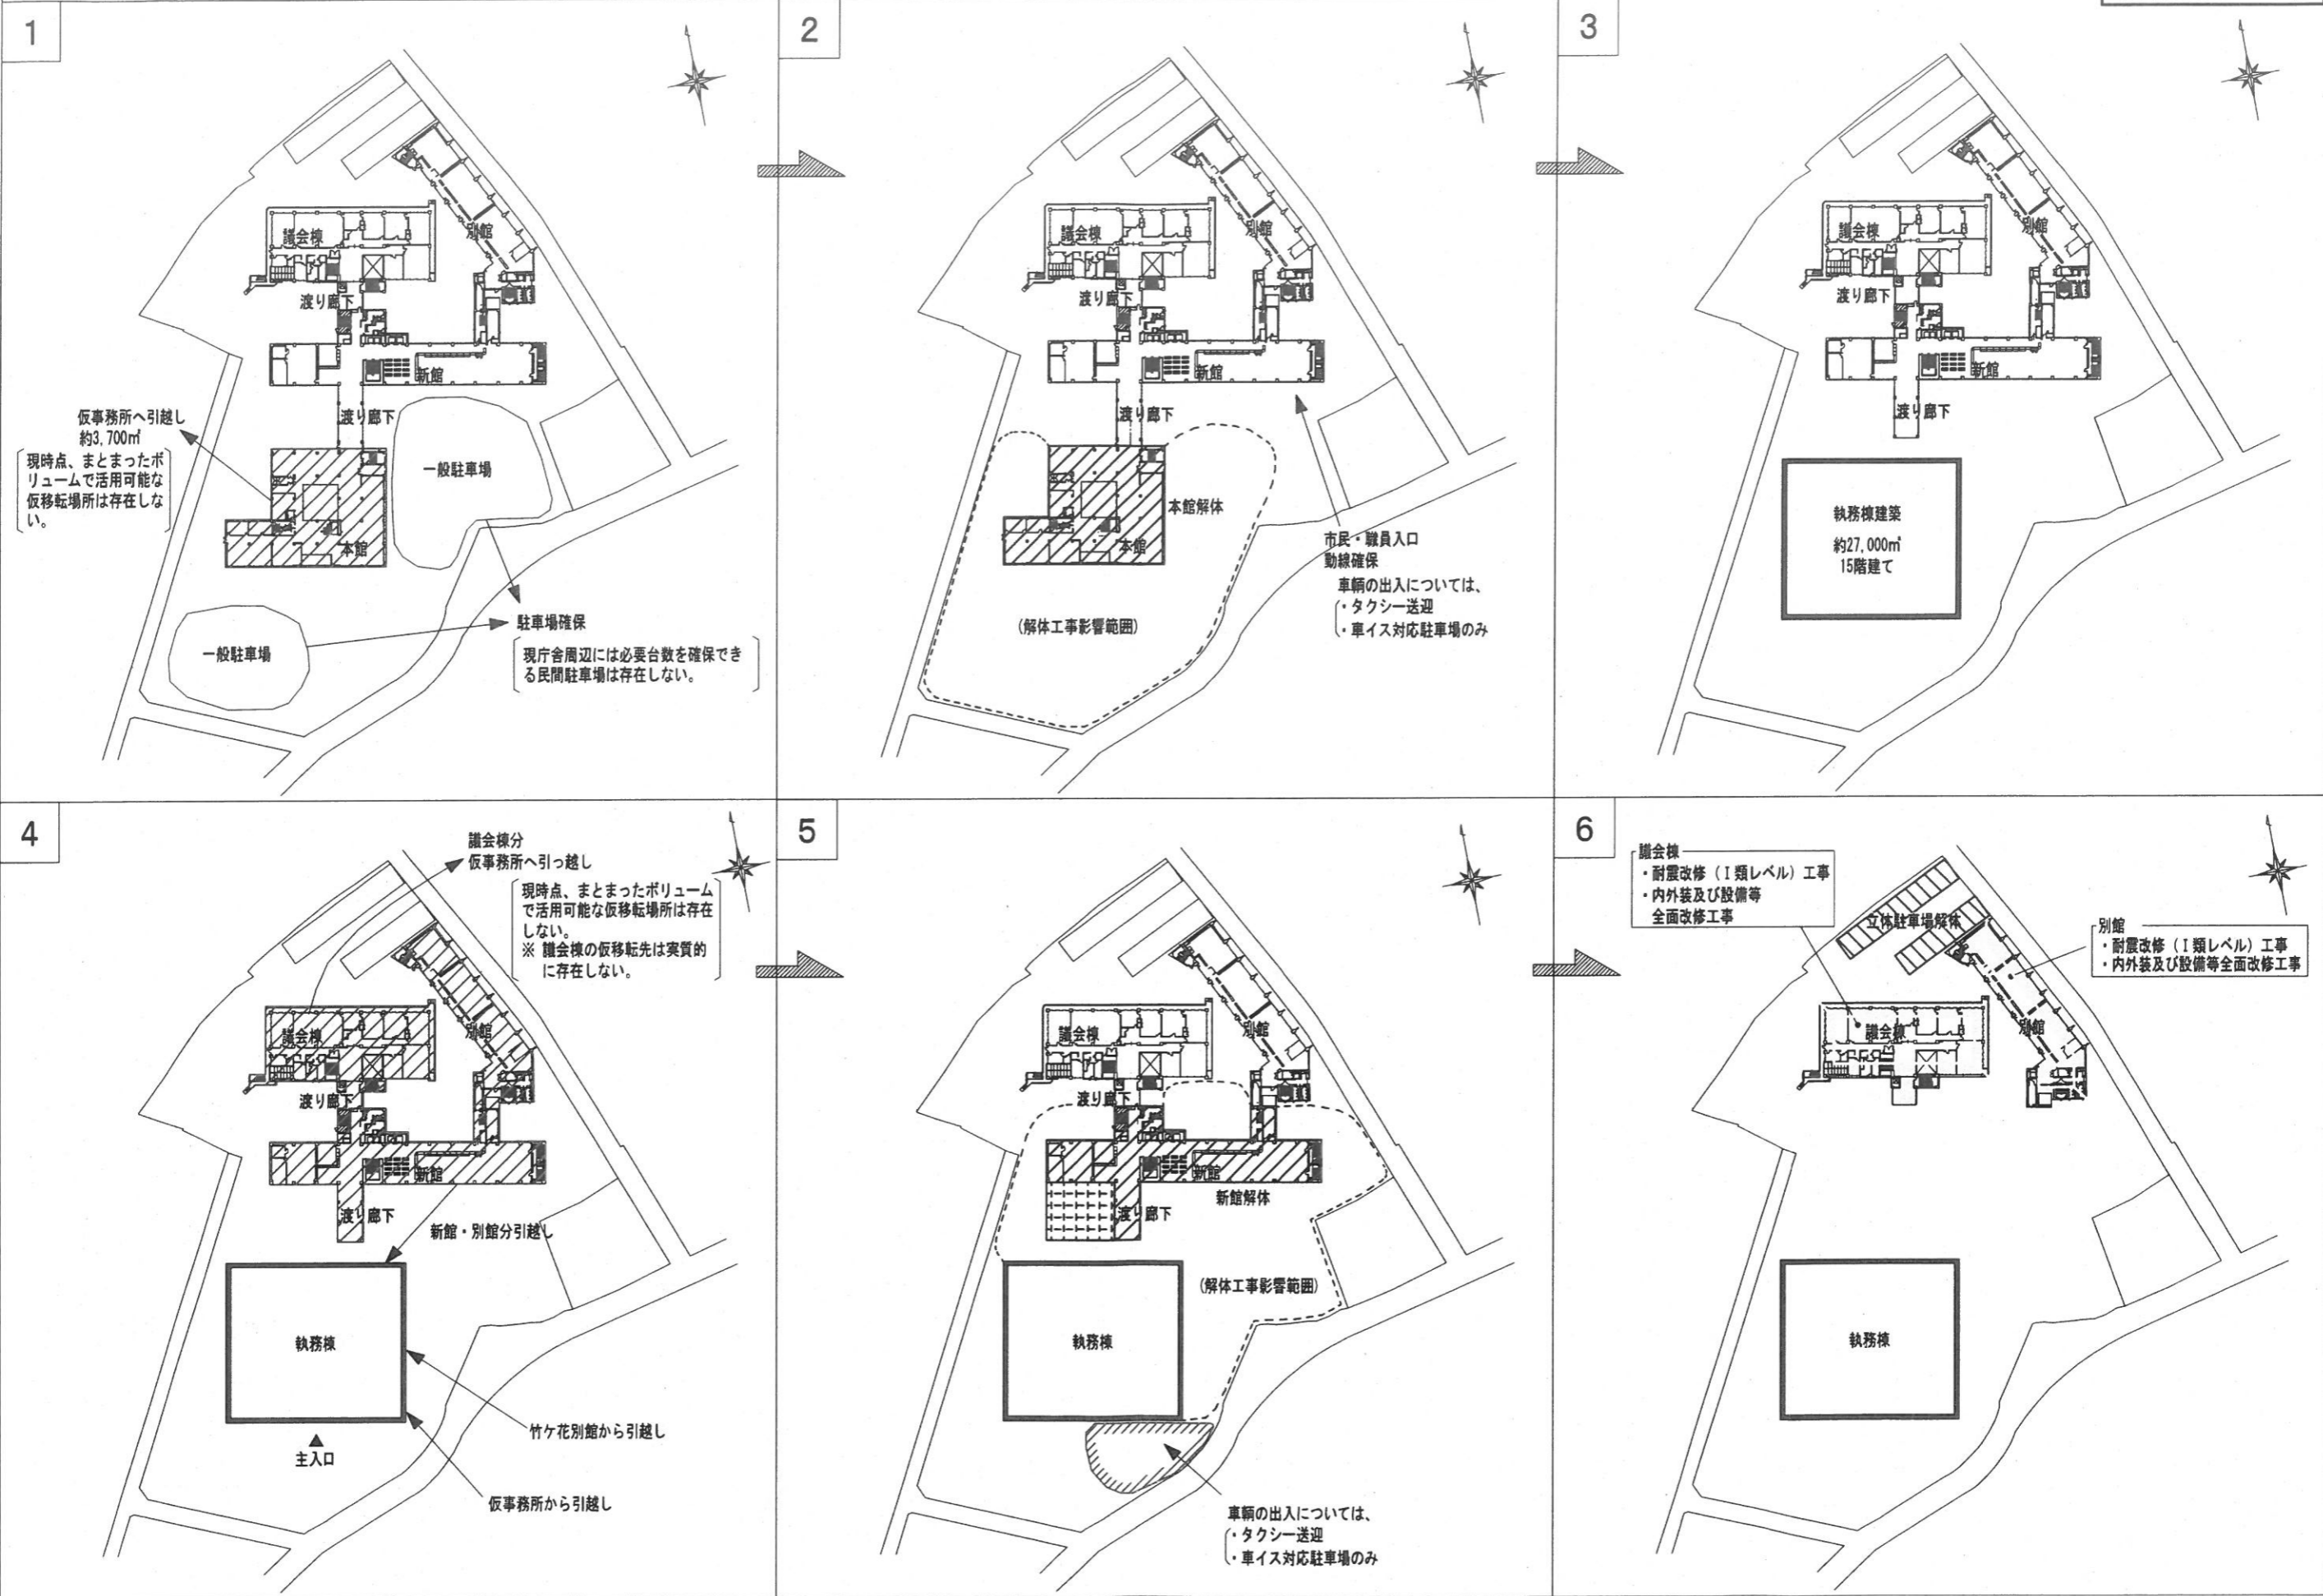 1
議会棟
別館
渡り廊下
新館
仮事務所へ引越し
約3,700㎡
現時点、まとまったボ
リュームで活用可能な
仮移転場所は存在しな
い。
渡り廊下
一般駐車場
本館
一般駐車場
駐車場確保
現庁舎周辺には必要台数を確保でき
る民間駐車場は存在しない。
2
議会棟
別館
渡り廊下
新館
渡り廊下
本館解体
本館
市民・職員入口
動線確保
車輌の出入については、
・タクシー送迎
・車イス対応駐車場のみ
(解体工事影響範囲)
3
議会棟
別館
渡り廊下
新館
渡り廊下
執務棟建築
約27,000㎡
15階建て
4
議会棟分
仮事務所へ引っ越し
現時点、まとまったボリューム
で活用可能な仮移転場所は存在
しない。
※ 議会棟の仮移転先は実質的
に存在しない。
議会棟
別館
渡り廊下
新館
渡り廊下
新館・別館分引越し
執務棟
主入口
竹ケ花別館から引越し
仮事務所から引越し
5
議会棟
別館
渡り廊下
新館
新館解体
渡り廊下
(解体工事影響範囲)
執務棟
車輌の出入については、
・タクシー送迎
・車イス対応駐車場のみ
6
議会棟
・耐震改修（Ⅰ類レベル）工事
・内外装及び設備等
全面改修工事
立体駐車場解体
別館
・耐震改修（Ⅰ類レベル）工事
・内外装及び設備等全面改修工事
議会棟
別館
執務棟